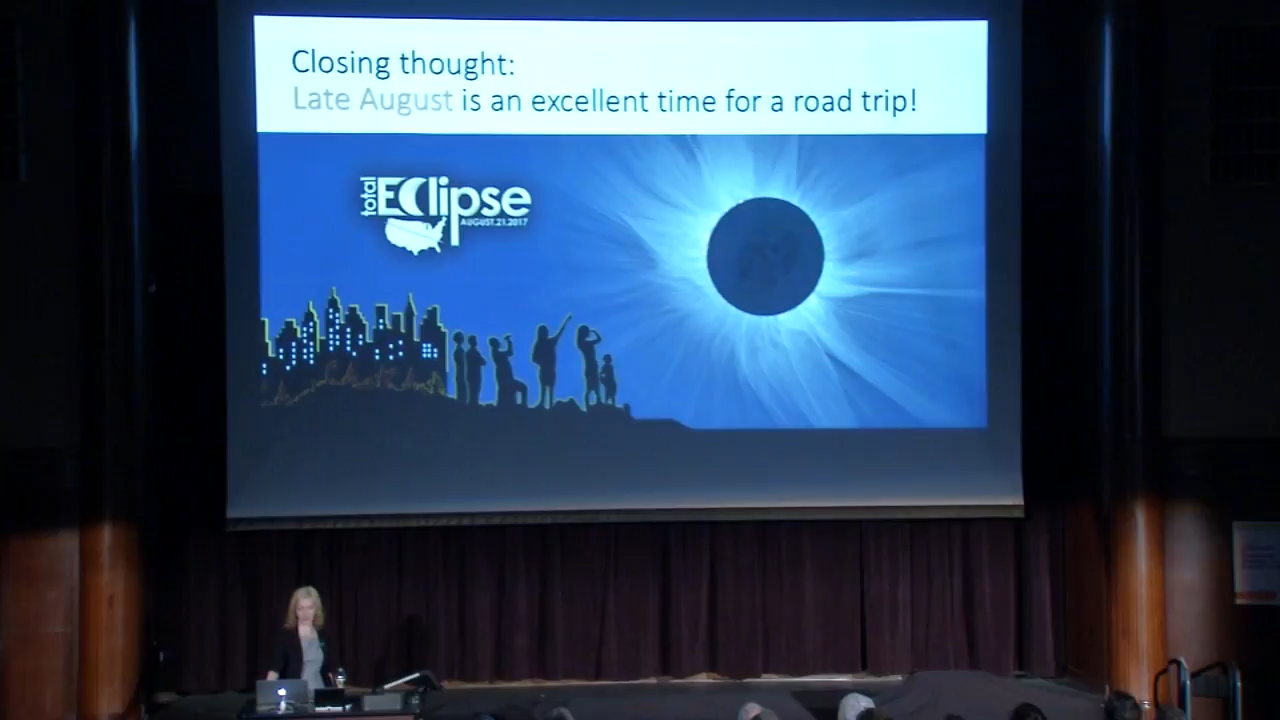 Closing thought:
Late August is an excellent time for a road trip!
total
EClipse
AUGUST.21.2017